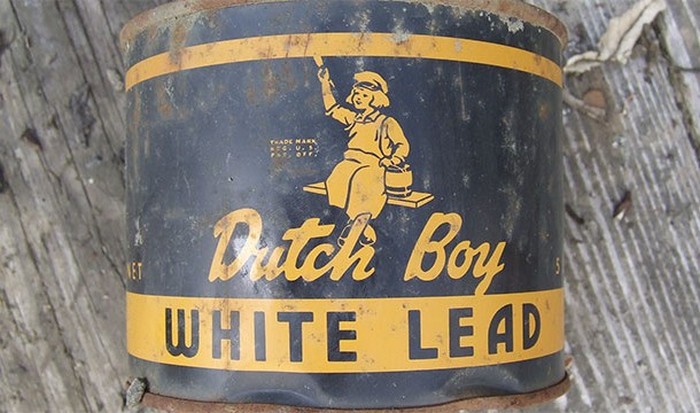 TRADE MARK
REG. U. S.
PAT. OFF.
Dutch Boy
NET
WHITE LEAD